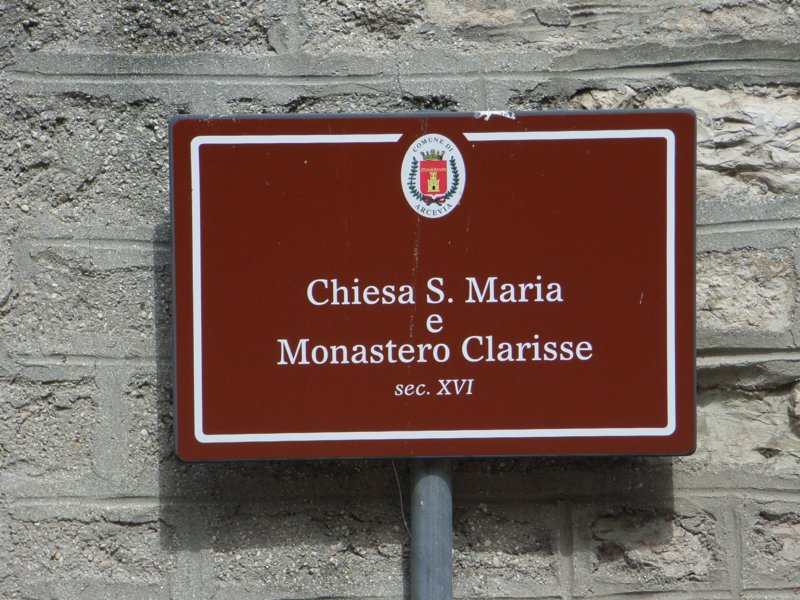 COMUNE DI
ARCEVIA
Chiesa S. Maria
e
Monastero Clarisse
sec. XVI